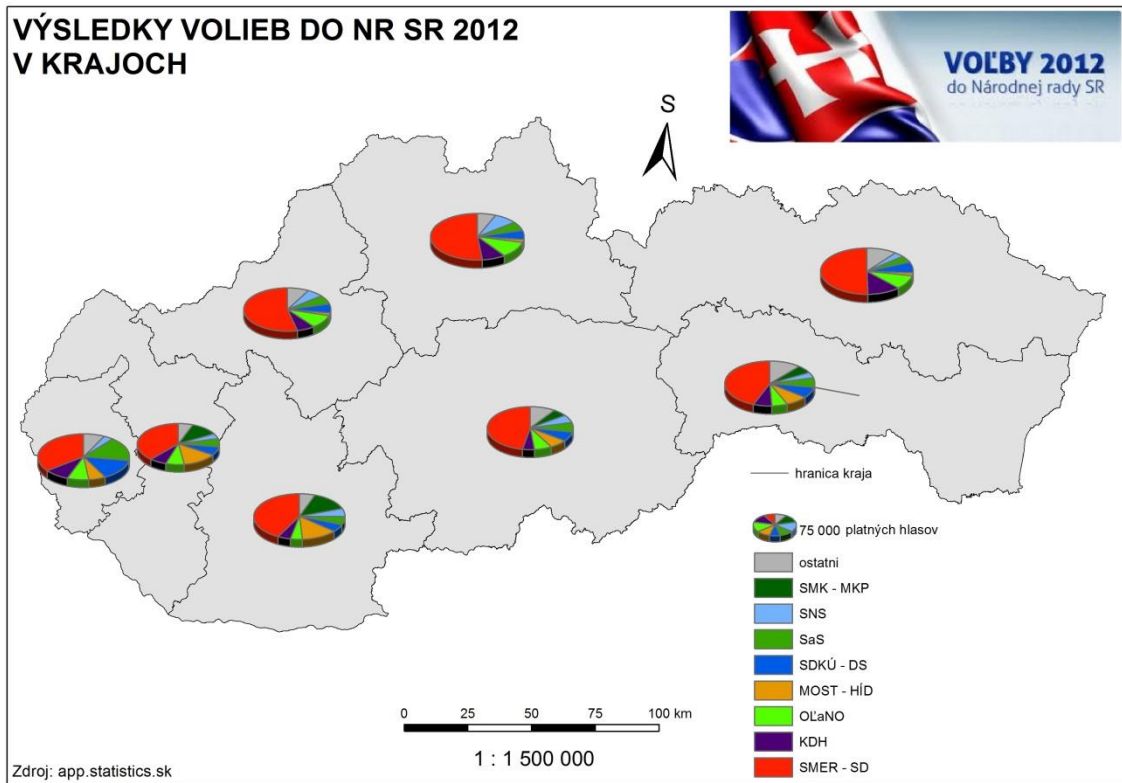 VÝSLEDKY VOLIEB DO NR SR 2012
V KRAJOCH
VOĽBY 2012
do Národnej rady SR
S
hranica kraja
75 000 platných hlasov
ostatni
SMK - MKP
SNS
SaS
SDKÚ - DS
MOST - HÍD
OĽaNO
KDH
SMER - SD
0 25 50 75 100 km
1 : 1 500 000
Zdroj: app.statistics.sk